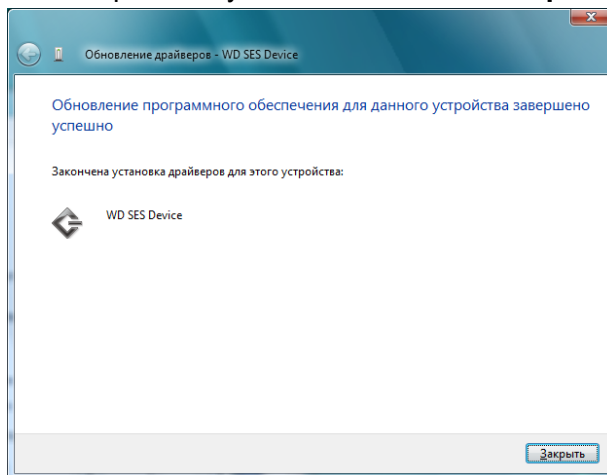 Обновление драйверов - WD SES Device
Обновление программного обеспечения для данного устройства завершено
успешно
Закончена установка драйверов для этого устройства:
WD SES Device
Закрыть